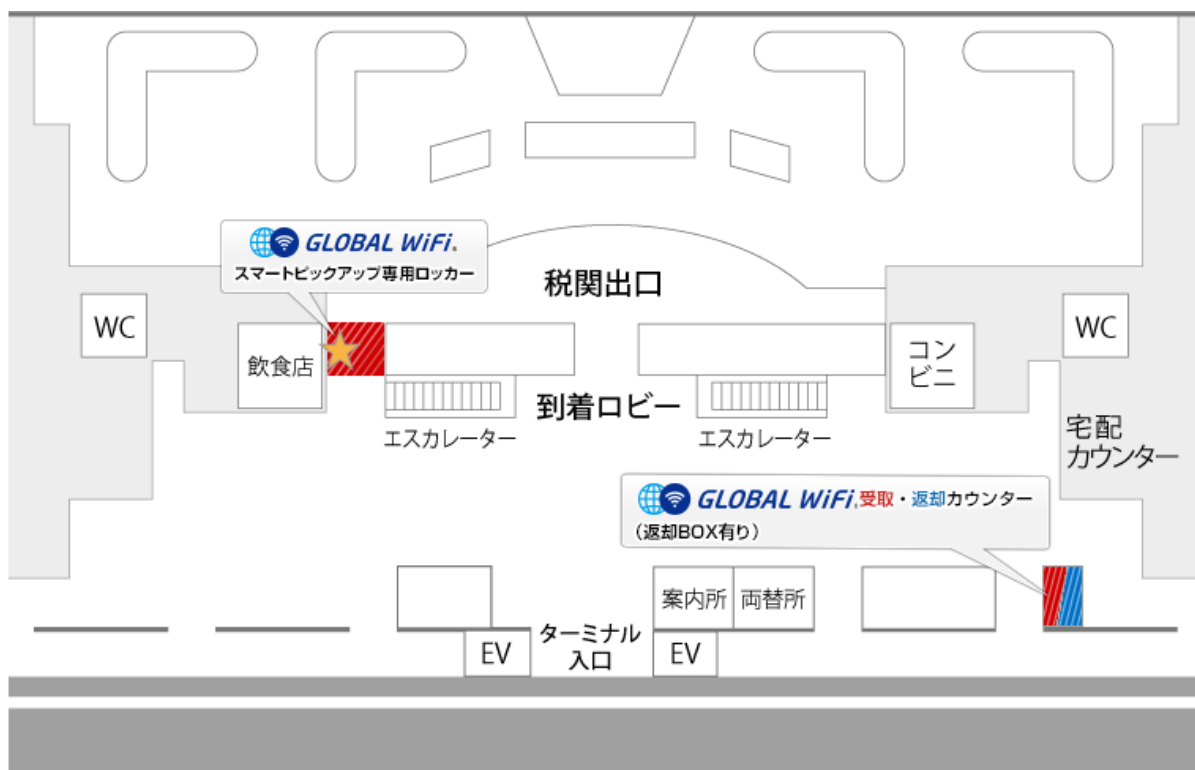 GLOBAL WiFi®
スマートピックアップ専用ロッカー
税関出口
WC
飲食店
コン
ビニ
WC
到着ロビー
エスカレーター
エスカレーター
宅配
カウンター
GLOBAL WiFi®受取・返却カウンター
（返却BOX有り）
案内所
両替所
EV
ターミナル
入口
EV